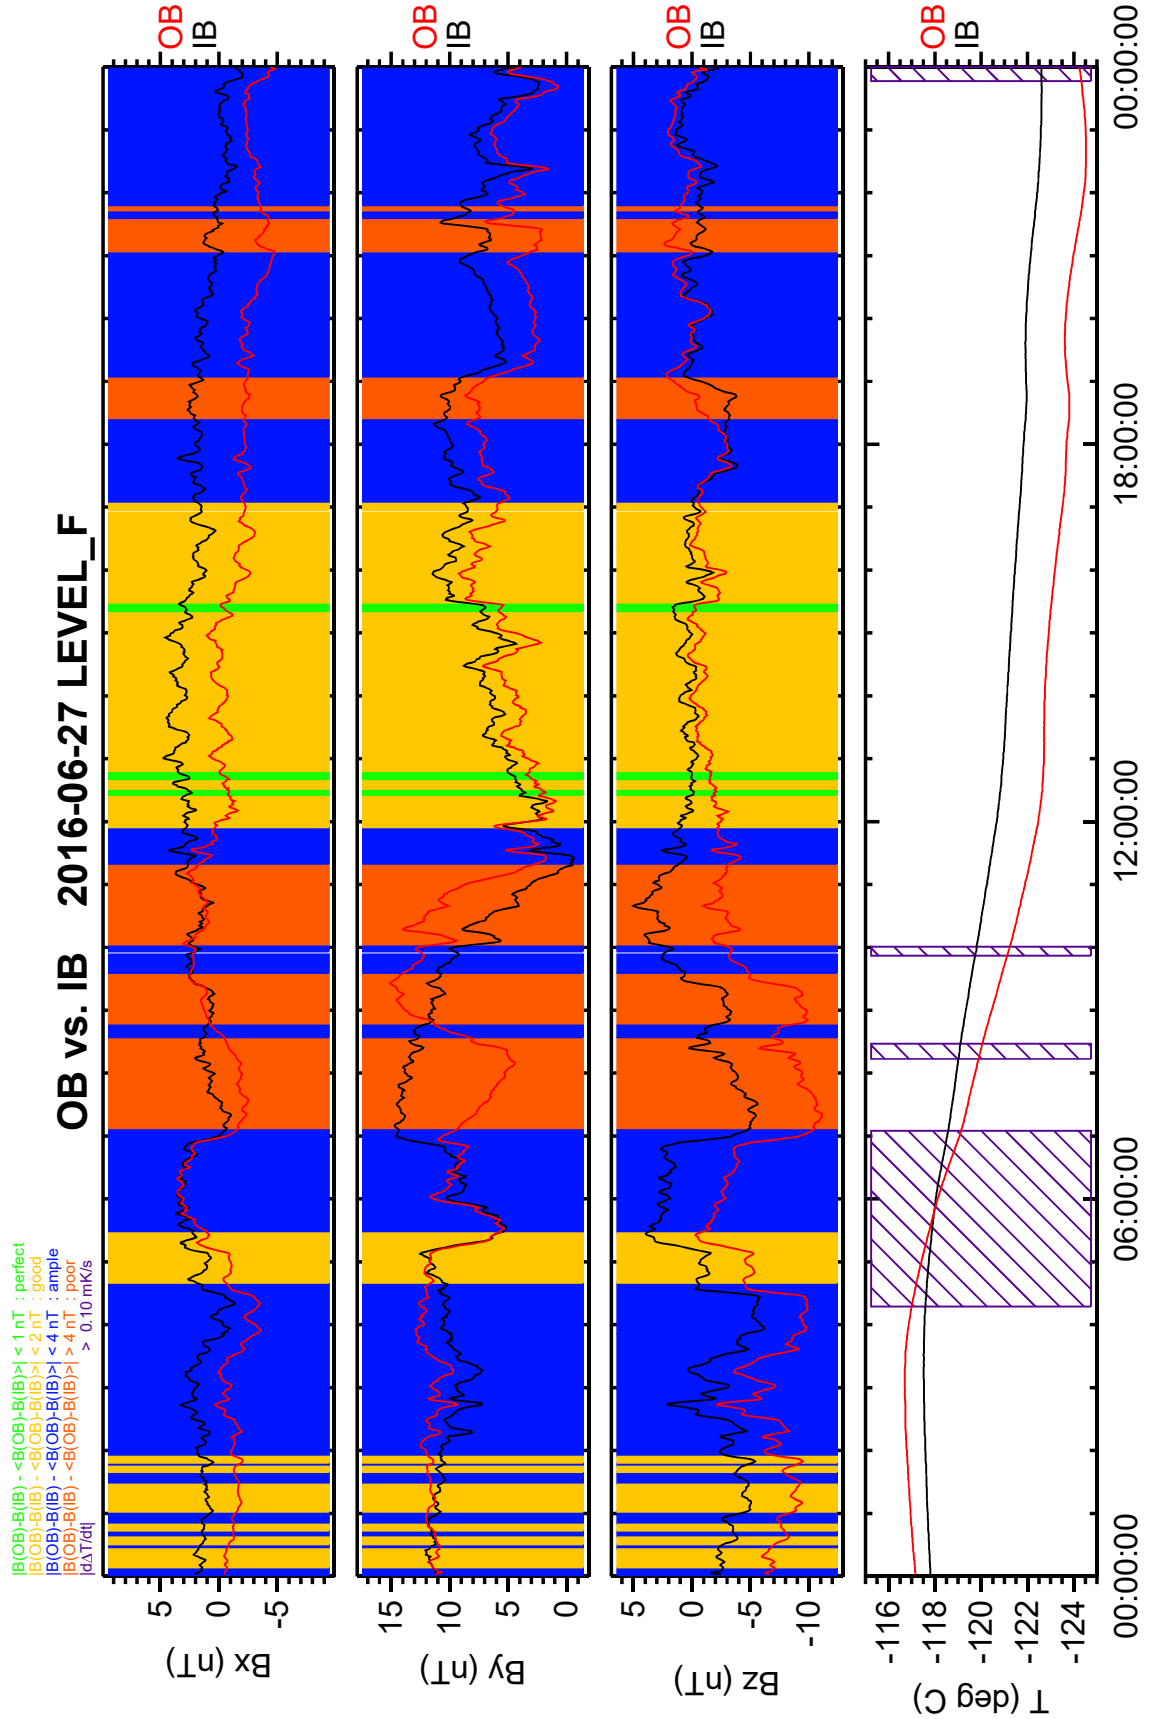 |B(OB)-B(IB) - <B(OB)-B(IB)>| < 1 nT : perfect
|B(OB)-B(IB) - <B(OB)-B(IB)>| < 2 nT : good
|B(OB)-B(IB) - <B(OB)-B(IB)>| < 4 nT : ample
|B(OB)-B(IB) - <B(OB)-B(IB)>| > 4 nT : poor
|dΔT/dt| > 0.10 mK/s
OB vs. IB 2016-06-27 LEVEL_F
Bx (nT)
5
0
-5
OB
IB
By (nT)
15
10
5
0
OB
IB
Bz (nT)
5
0
-5
-10
OB
IB
T (deg C)
-116
-118
-120
-122
-124
OB
IB
00:00:00 06:00:00 12:00:00 18:00:00 00:00:00